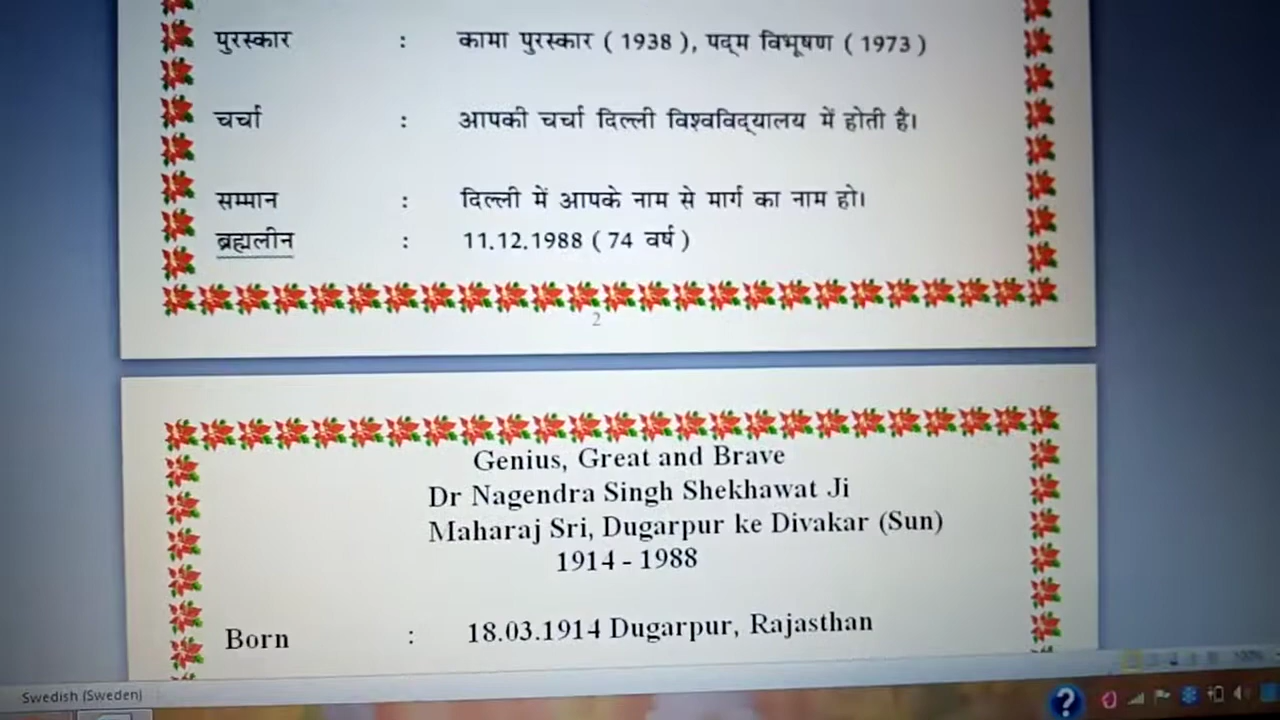 पुरस्कार : कामा पुरस्कार ( 1938 ), पद्म विभूषण ( 1973 )
चर्चा : आपकी चर्चा दिल्ली विश्वविद्यालय में होती है।
सम्मान : दिल्ली में आपके नाम से मार्ग का नाम हो।
ब्रह्मलीन : 11.12.1988 ( 74 वर्ष )
2
Genius, Great and Brave
Dr Nagendra Singh Shekhawat Ji
Maharaj Sri, Dugarpur ke Divakar (Sun)
1914 - 1988
Born : 18.03.1914 Dugarpur, Rajasthan
Swedish (Sweden)
100%
?